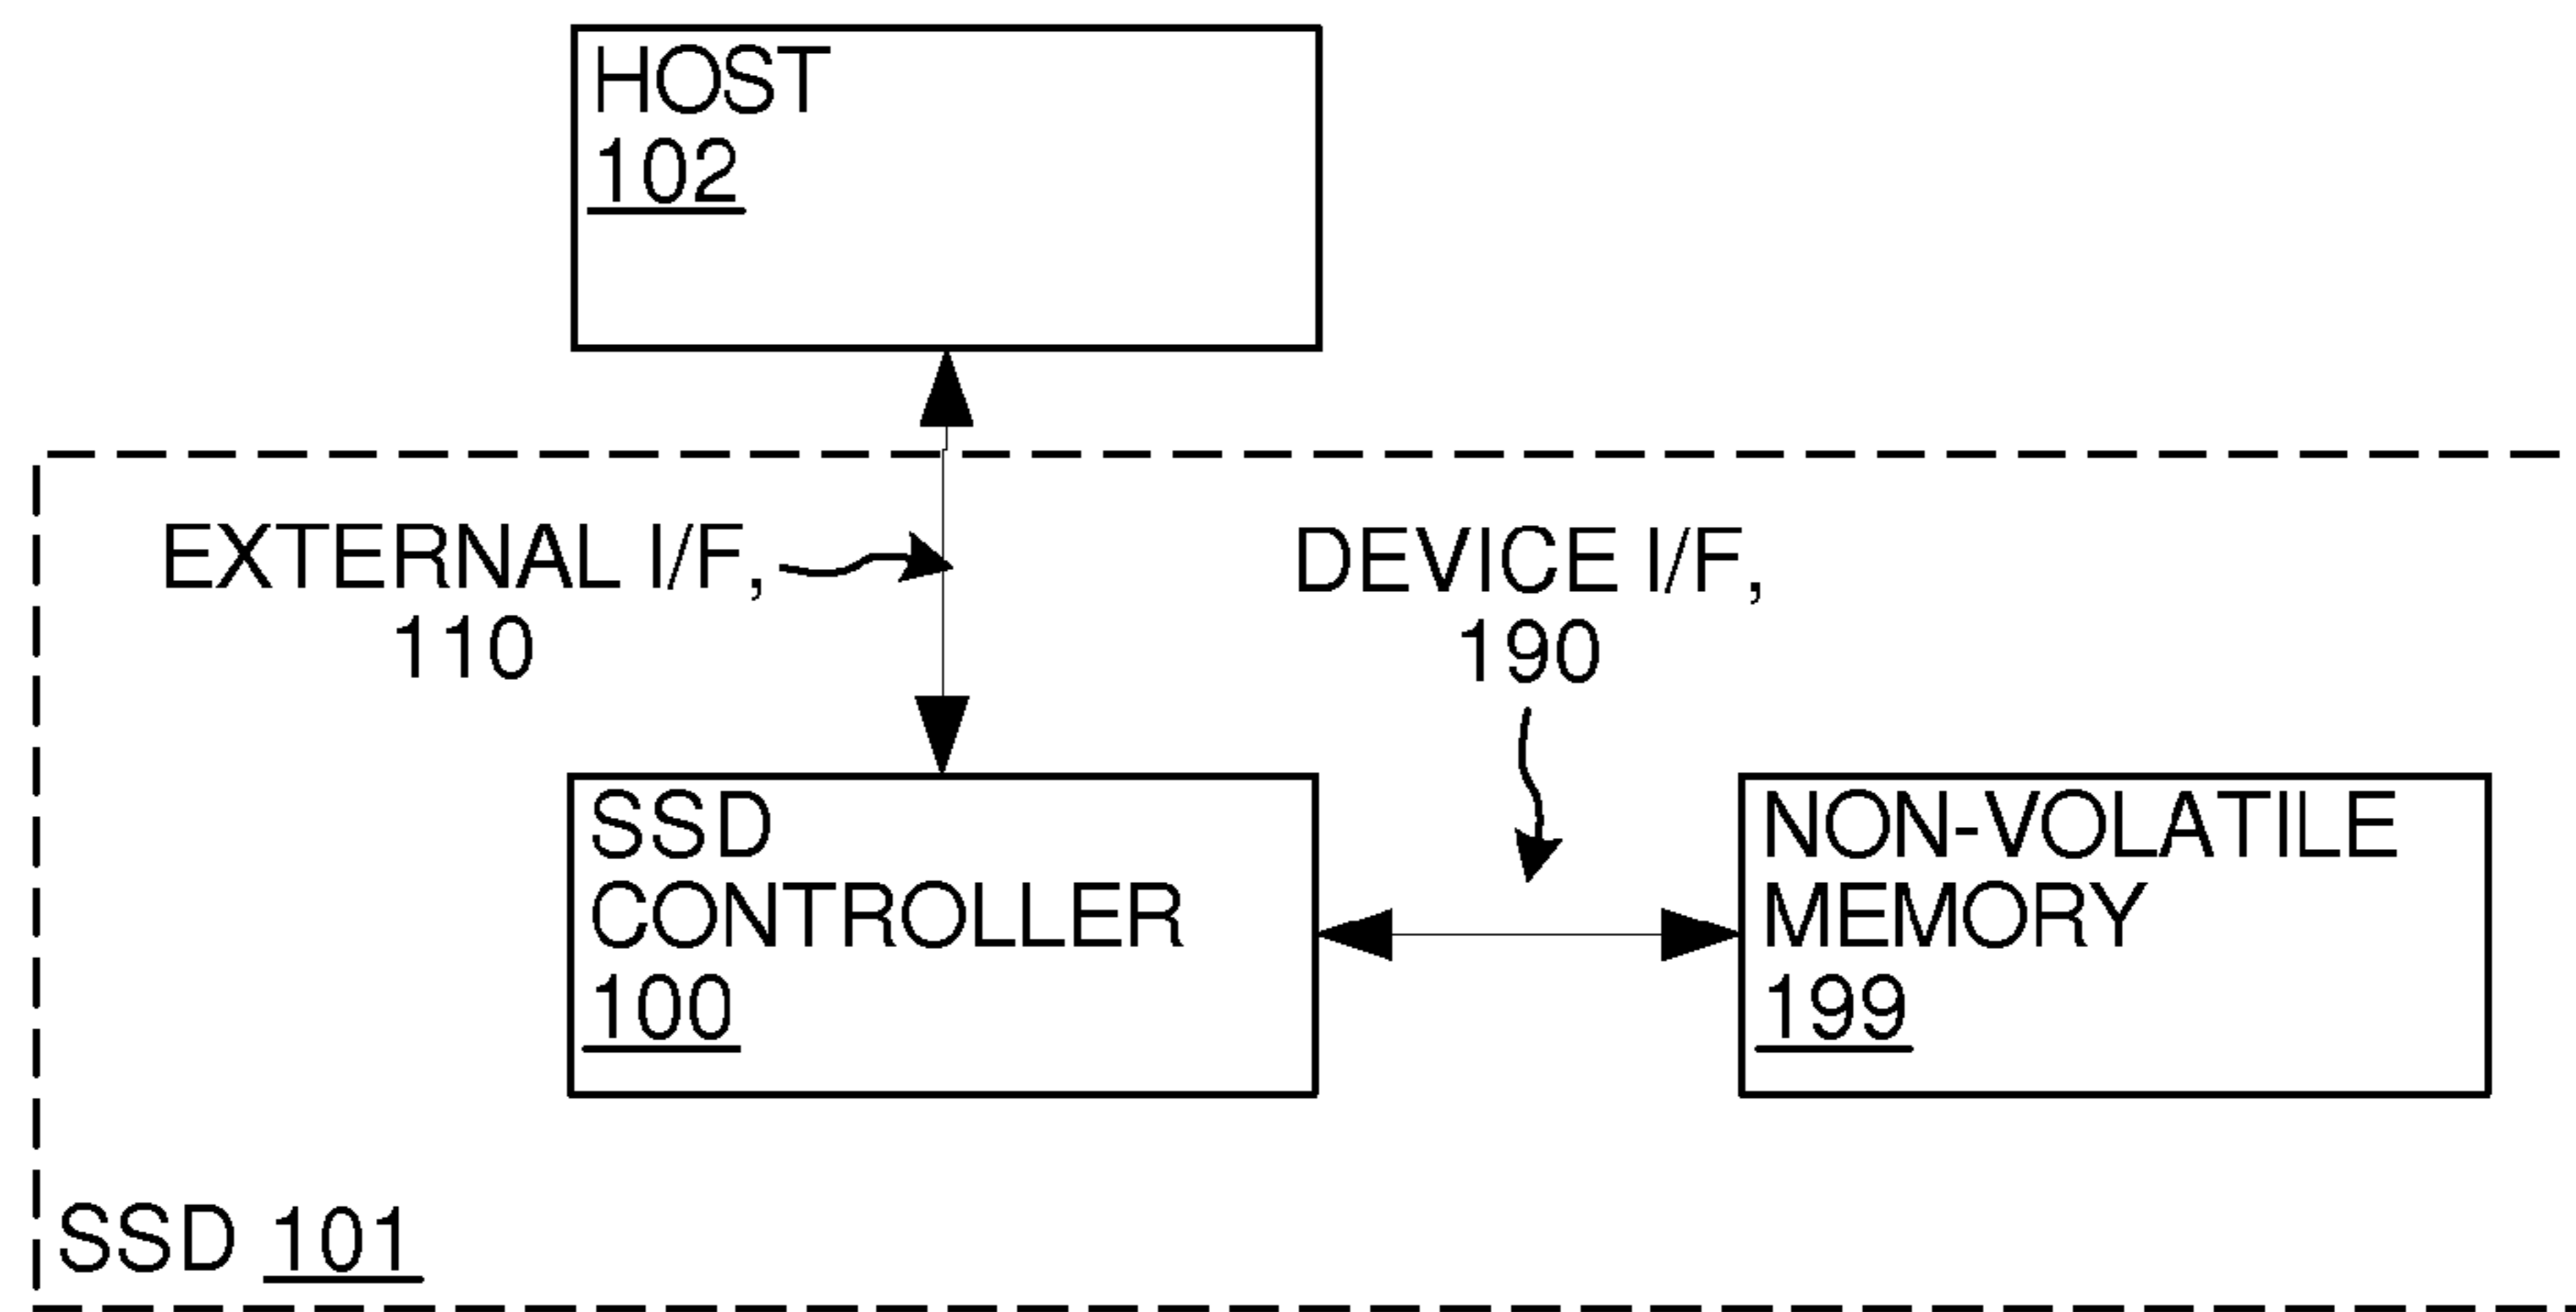 HOST
102
EXTERNAL I/F,
110
DEVICE I/F,
190
SSD
CONTROLLER
100
NON-VOLATILE
MEMORY
199
SSD 101